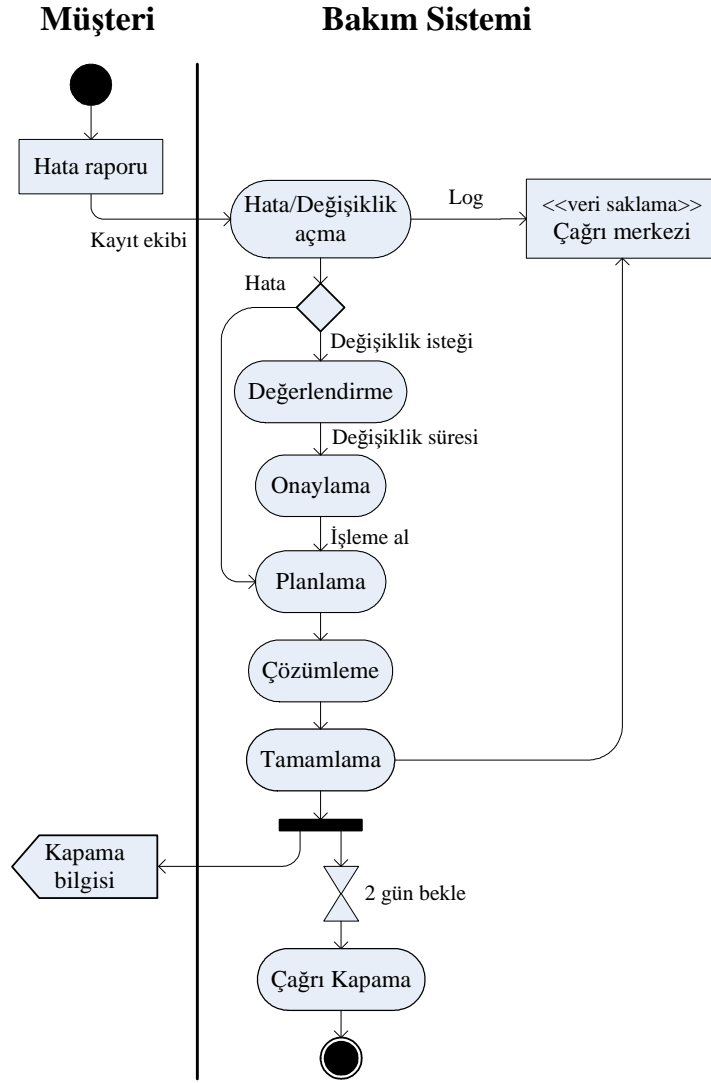 Müşteri
Bakım Sistemi
Hata raporu
Kayıt ekibi
Hata/Değişiklik
açma
Log
<<veri saklama>>
Çağrı merkezi
Hata
Değişiklik isteği
Değerlendirme
Değişiklik süresi
Onaylama
İşleme al
Planlama
Çözümleme
Tamamlama
Kapama
bilgisi
2 gün bekle
Çağrı Kapama